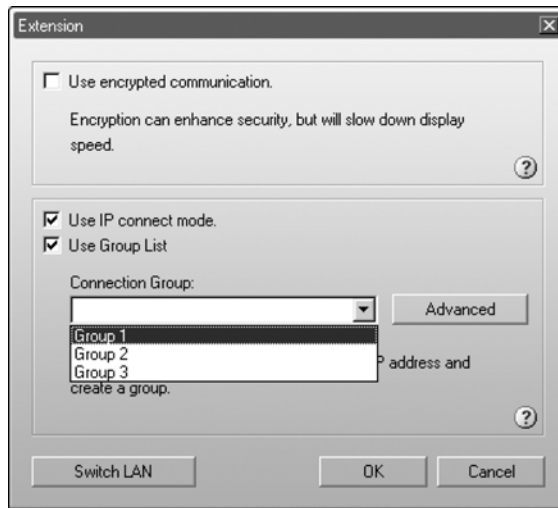 Extension
Use encrypted communication.
Encryption can enhance security, but will slow down display
speed.
?
Use IP connect mode.
Use Group List
Connection Group:
Advanced
Group 1
Group 2
address and
Group 3
create a group.
?
Switch LAN
OK
Cancel